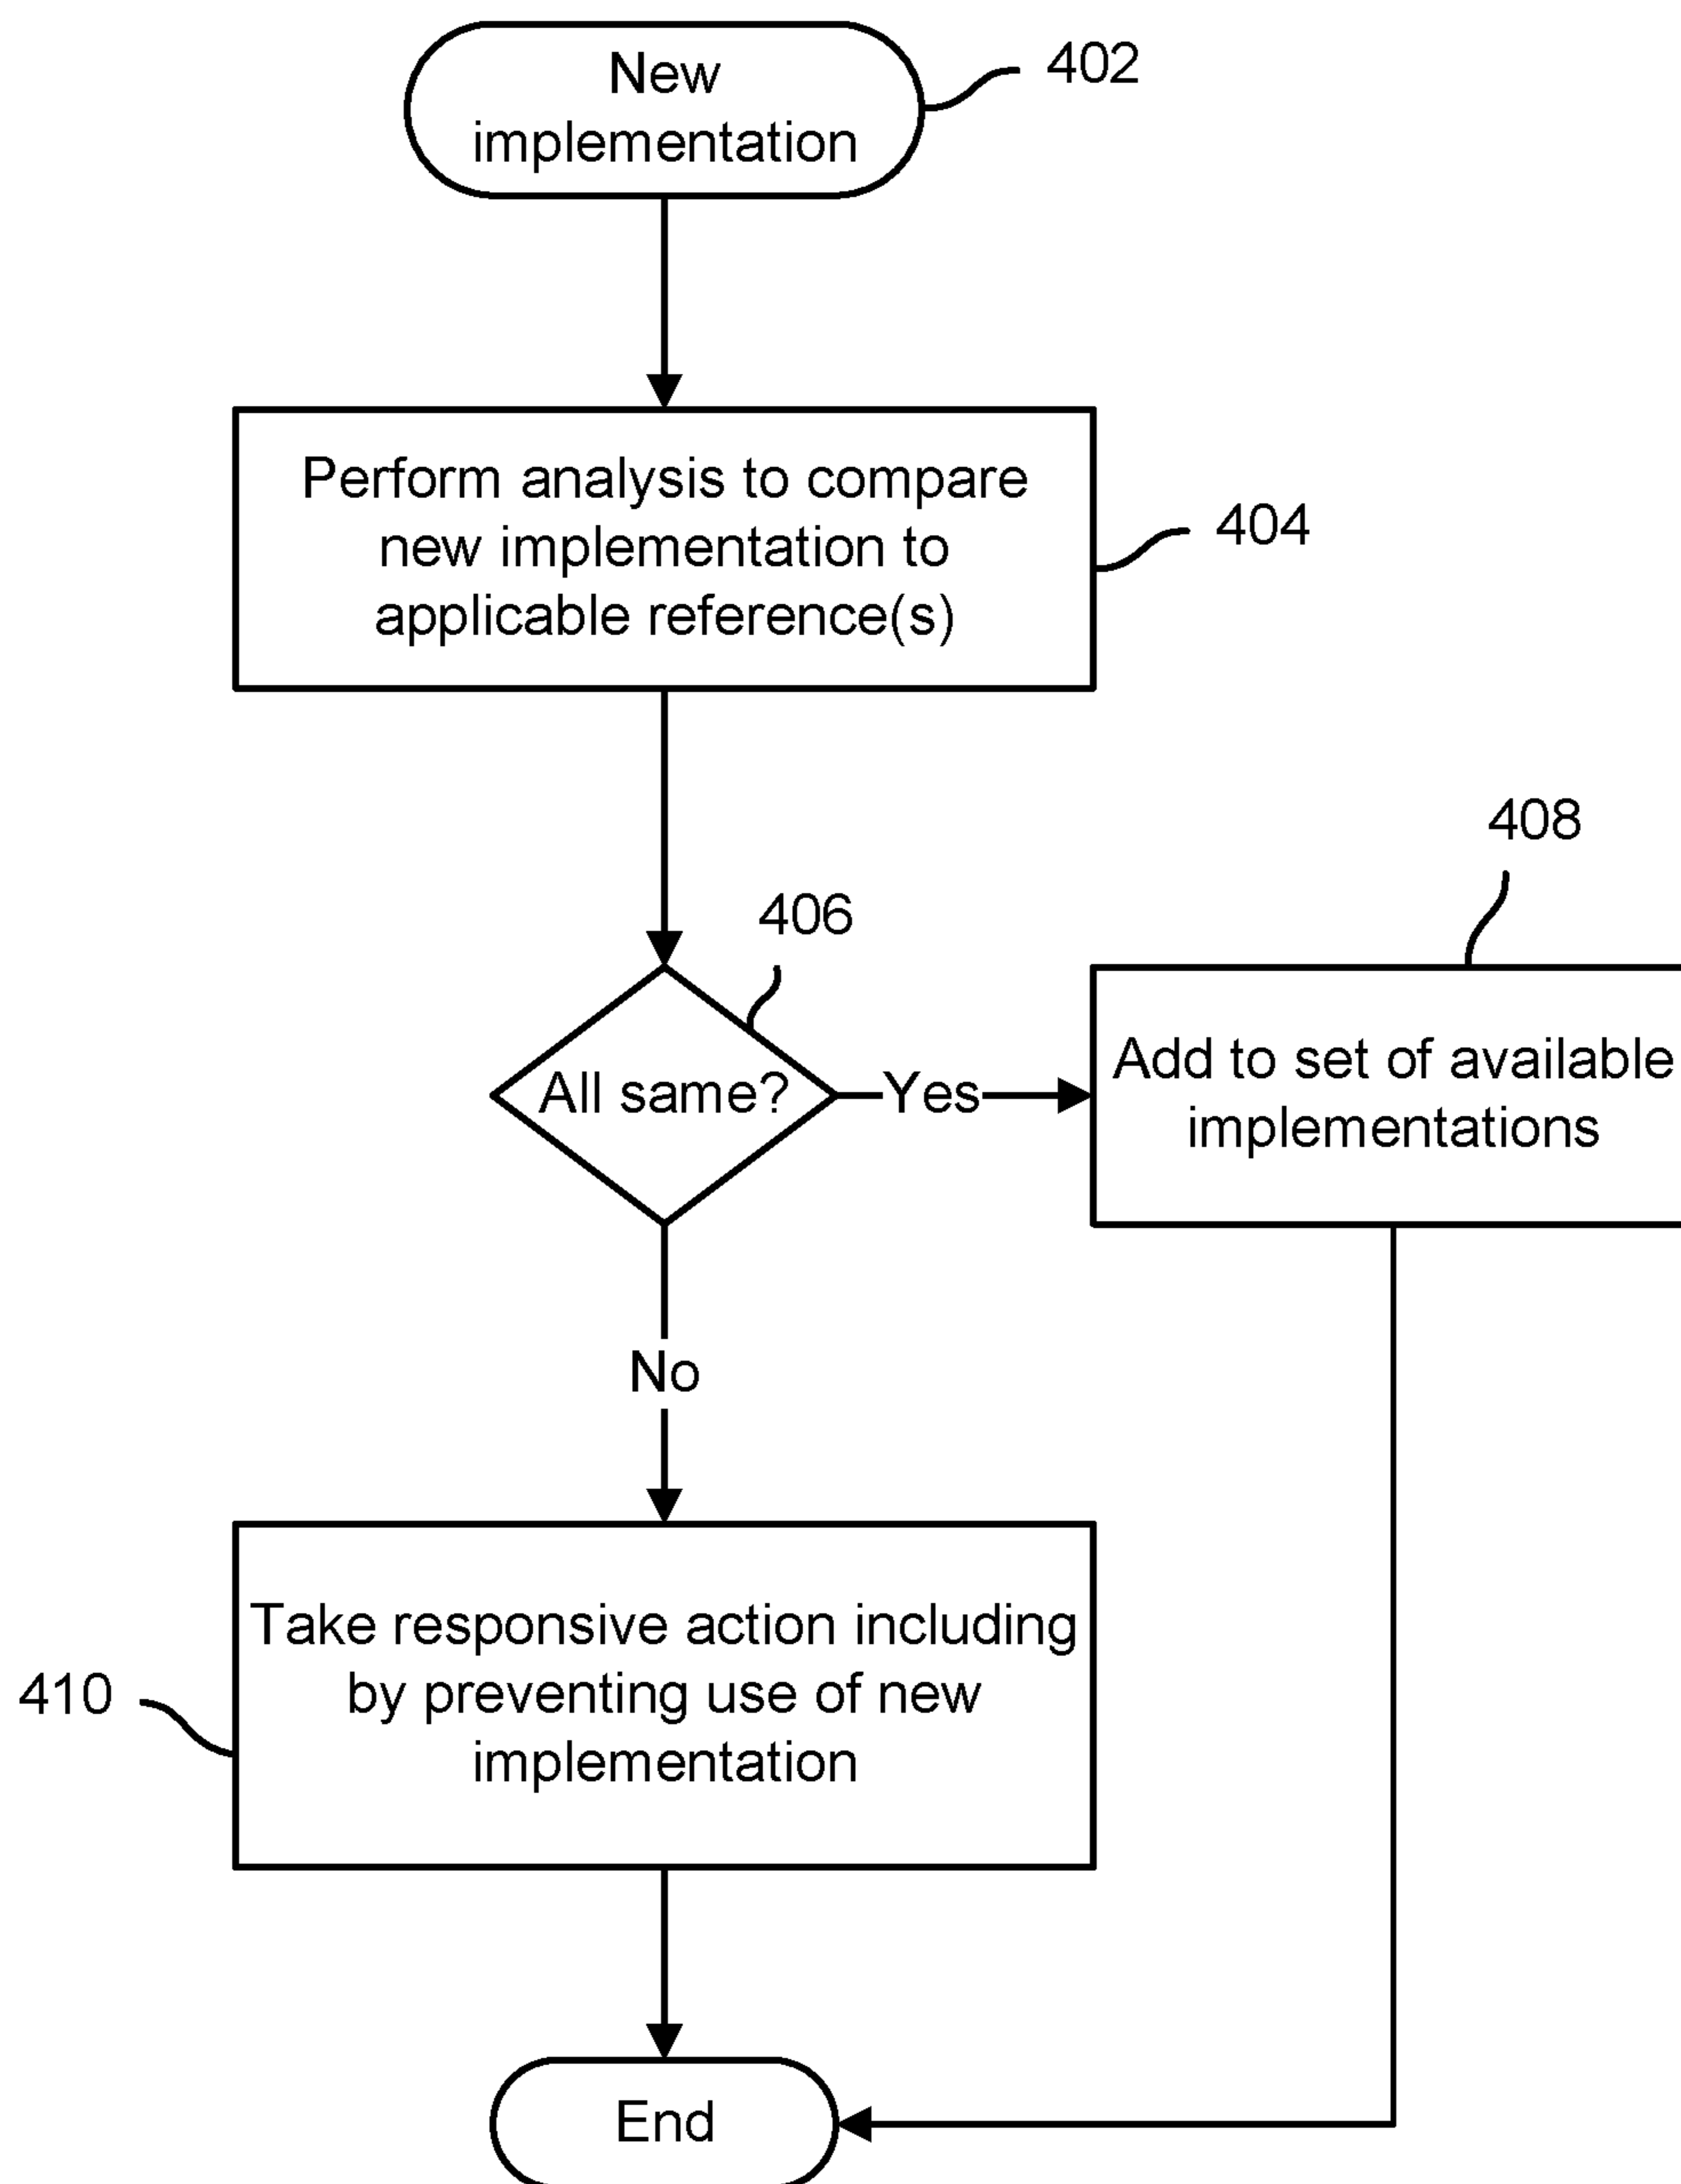 New
implementation
402
Perform analysis to compare
new implementation to
applicable reference(s)
404
406
408
All same?
Yes
Add to set of available
implementations
No
Take responsive action including
by preventing use of new
implementation
410
End